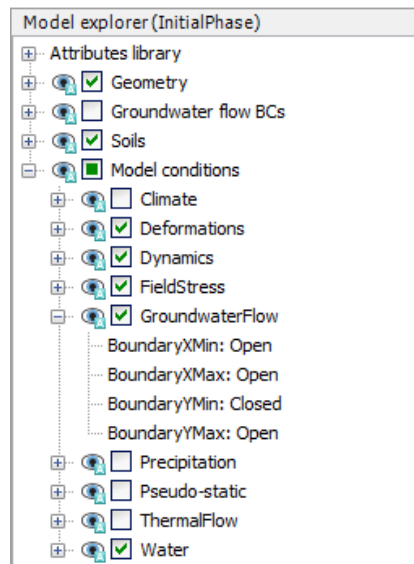 Model explorer (InitialPhase)
Attributes library
Geometry
Groundwater flow BCs
Soils
Model conditions
Climate
Deformations
Dynamics
FieldStress
GroundwaterFlow
BoundaryXMin: Open
BoundaryXMax: Open
BoundaryYMin: Closed
BoundaryYMax: Open
Precipitation
Pseudo-static
ThermalFlow
Water